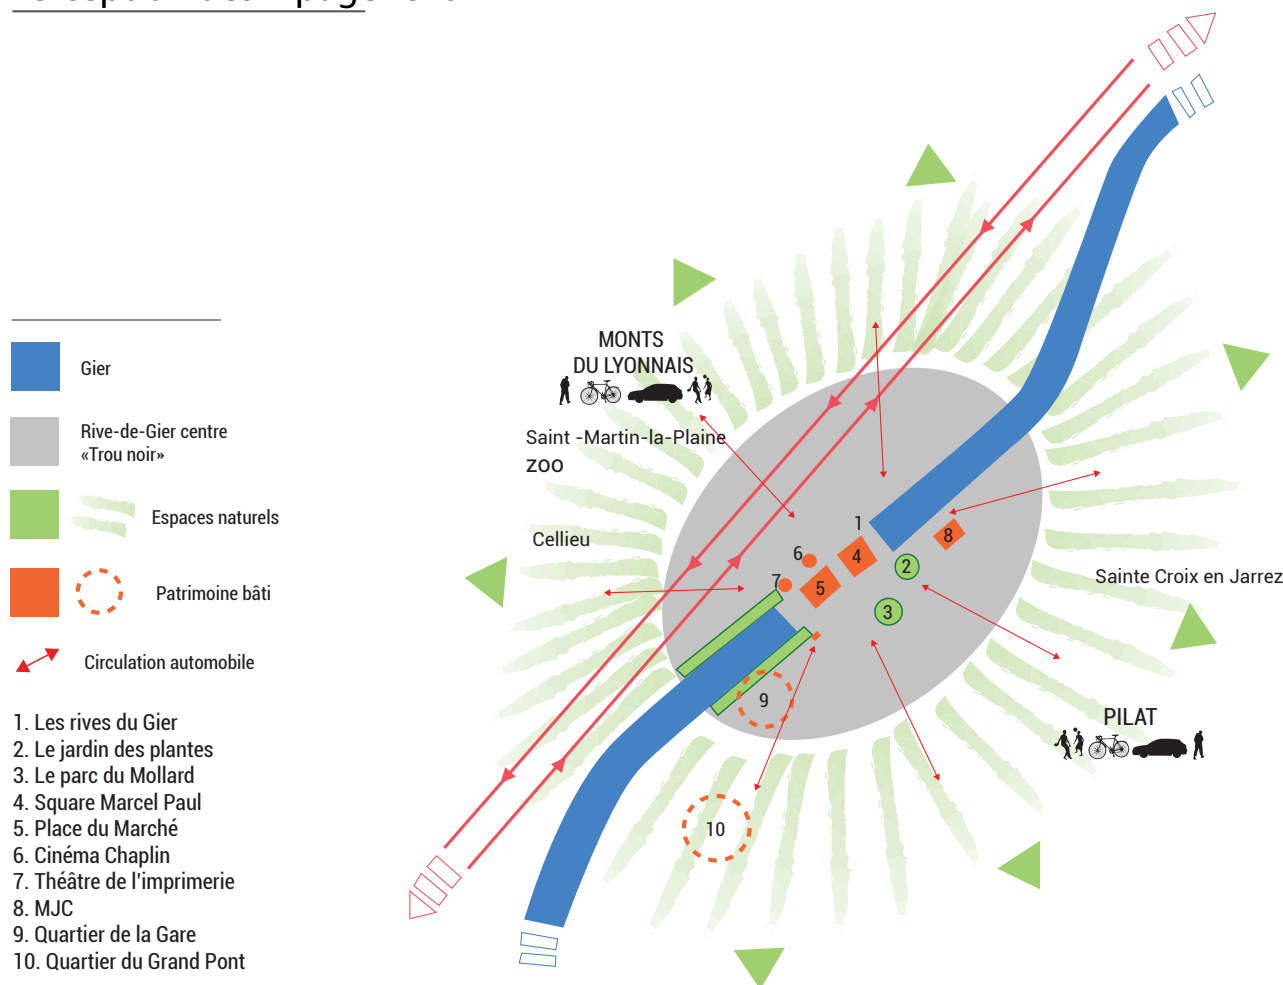 Gier
Rive-de-Gier centre
«Trou noir»
Espaces naturels
Patrimoine bâti
Circulation automobile
1. Les rives du Gier
2. Le jardin des plantes
3. Le parc du Mollard
4. Square Marcel Paul
5. Place du Marché
6. Cinéma Chaplin
7. Théâtre de l'imprimerie
8. MJC
9. Quartier de la Gare
10. Quartier du Grand Pont
MONTS
DU LYONNAIS
Saint -Martin-la-Plaine
ZOO
Cellieu
1
8
4
6
2
7
5
3
Sainte Croix en Jarrez
9
PILAT
10